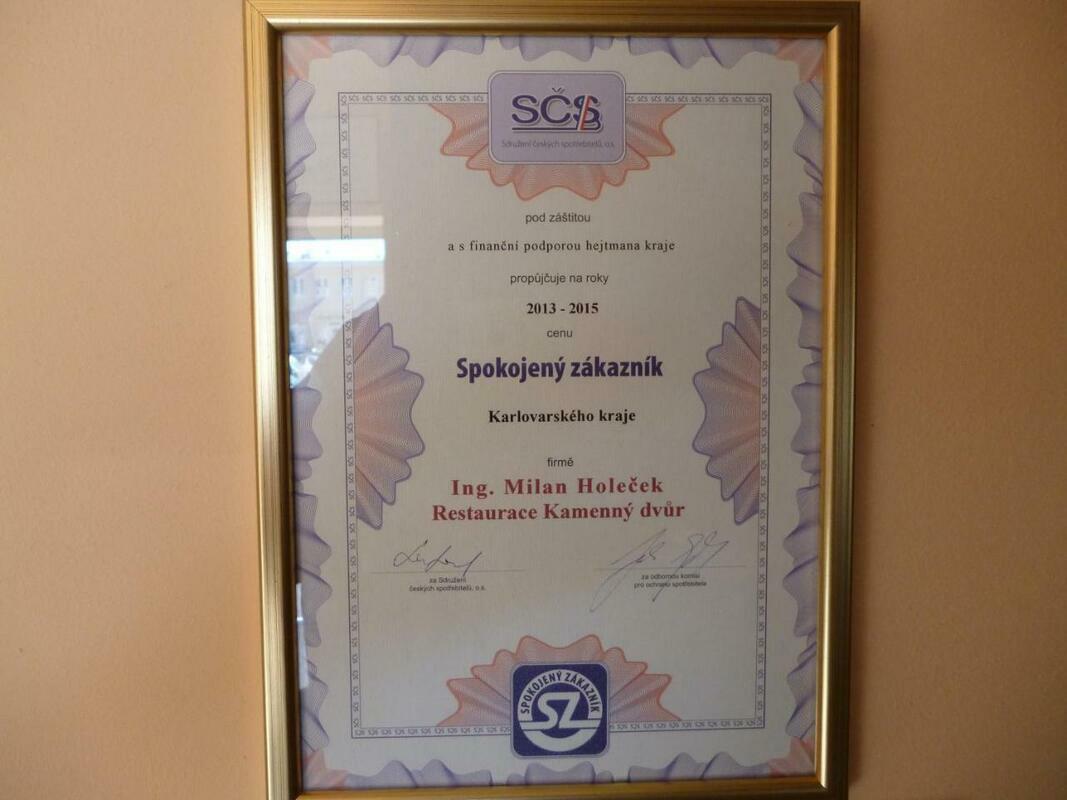 SČS
Sdružení českých spotřebitelů, o.s.
pod záštitou
a s finanční podporou hejtmana kraje
propůjčuje na roky
2013 - 2015
cenu
Spokojený zákazník
Karlovarského kraje
firmě
Ing. Milan Holeček
Restaurace Kamenný dvůr
za Sdružení
českých spotřebitelů, o.s.
za odbornou komisi
pro ochranu spotřebitele
SPOKOJENÝ ZÁKAZNÍK
SZ